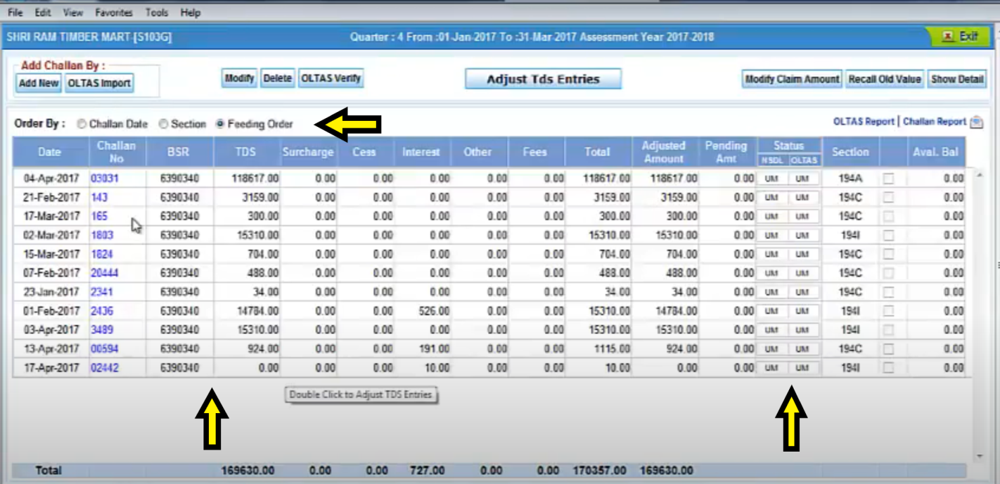 File Edit View Favorites Tools Help
SHRI RAM TIMBER MART [S103G] Quarter : 4 From :01-Jan-2017 To :31-Mar-2017 Assessment Year 2017-2018 Exit
Add Challan By :
Add New OLTAS Import Modify Delete OLTAS Verify Adjust Tds Entries Modify Claim Amount Recall Old Value Show Detail
Order By : Challan Date Section Feeding Order OLTAS Report | Challan Report
Date Challan No BSR TDS Surcharge Cess Interest Other Fees Total Adjusted Amount Pending Amt Status NSDL OLTAS Section Aval. Bal
04-Apr-2017 03031 6390340 118617.00 0.00 0.00 0.00 0.00 0.00 118617.00 118617.00 0.00 UM UM 194A 0.00
21-Feb-2017 143 6390340 3159.00 0.00 0.00 0.00 0.00 0.00 3159.00 3159.00 0.00 UM UM 194C 0.00
17-Mar-2017 165 6390340 300.00 0.00 0.00 0.00 0.00 0.00 300.00 300.00 0.00 UM UM 194C 0.00
02-Mar-2017 1803 6390340 15310.00 0.00 0.00 0.00 0.00 0.00 15310.00 15310.00 0.00 UM UM 194I 0.00
15-Mar-2017 1824 6390340 704.00 0.00 0.00 0.00 0.00 0.00 704.00 704.00 0.00 UM UM 194C 0.00
07-Feb-2017 20444 6390340 488.00 0.00 0.00 0.00 0.00 0.00 488.00 488.00 0.00 UM UM 194C 0.00
23-Jan-2017 2341 6390340 34.00 0.00 0.00 0.00 0.00 0.00 34.00 34.00 0.00 UM UM 194C 0.00
01-Feb-2017 2436 6390340 14784.00 0.00 0.00 526.00 0.00 0.00 15310.00 14784.00 0.00 UM UM 194I 0.00
03-Apr-2017 3489 6390340 15310.00 0.00 0.00 0.00 0.00 0.00 15310.00 15310.00 0.00 UM UM 194I 0.00
13-Apr-2017 00594 6390340 924.00 0.00 0.00 191.00 0.00 0.00 1115.00 924.00 0.00 UM UM 194C 0.00
17-Apr-2017 02442 6390340 0.00 0.00 0.00 10.00 0.00 0.00 10.00 0.00 0.00 UM UM 194I 0.00
Double Click to Adjust TDS Entries
Total 169630.00 0.00 0.00 727.00 0.00 0.00 170357.00 169630.00